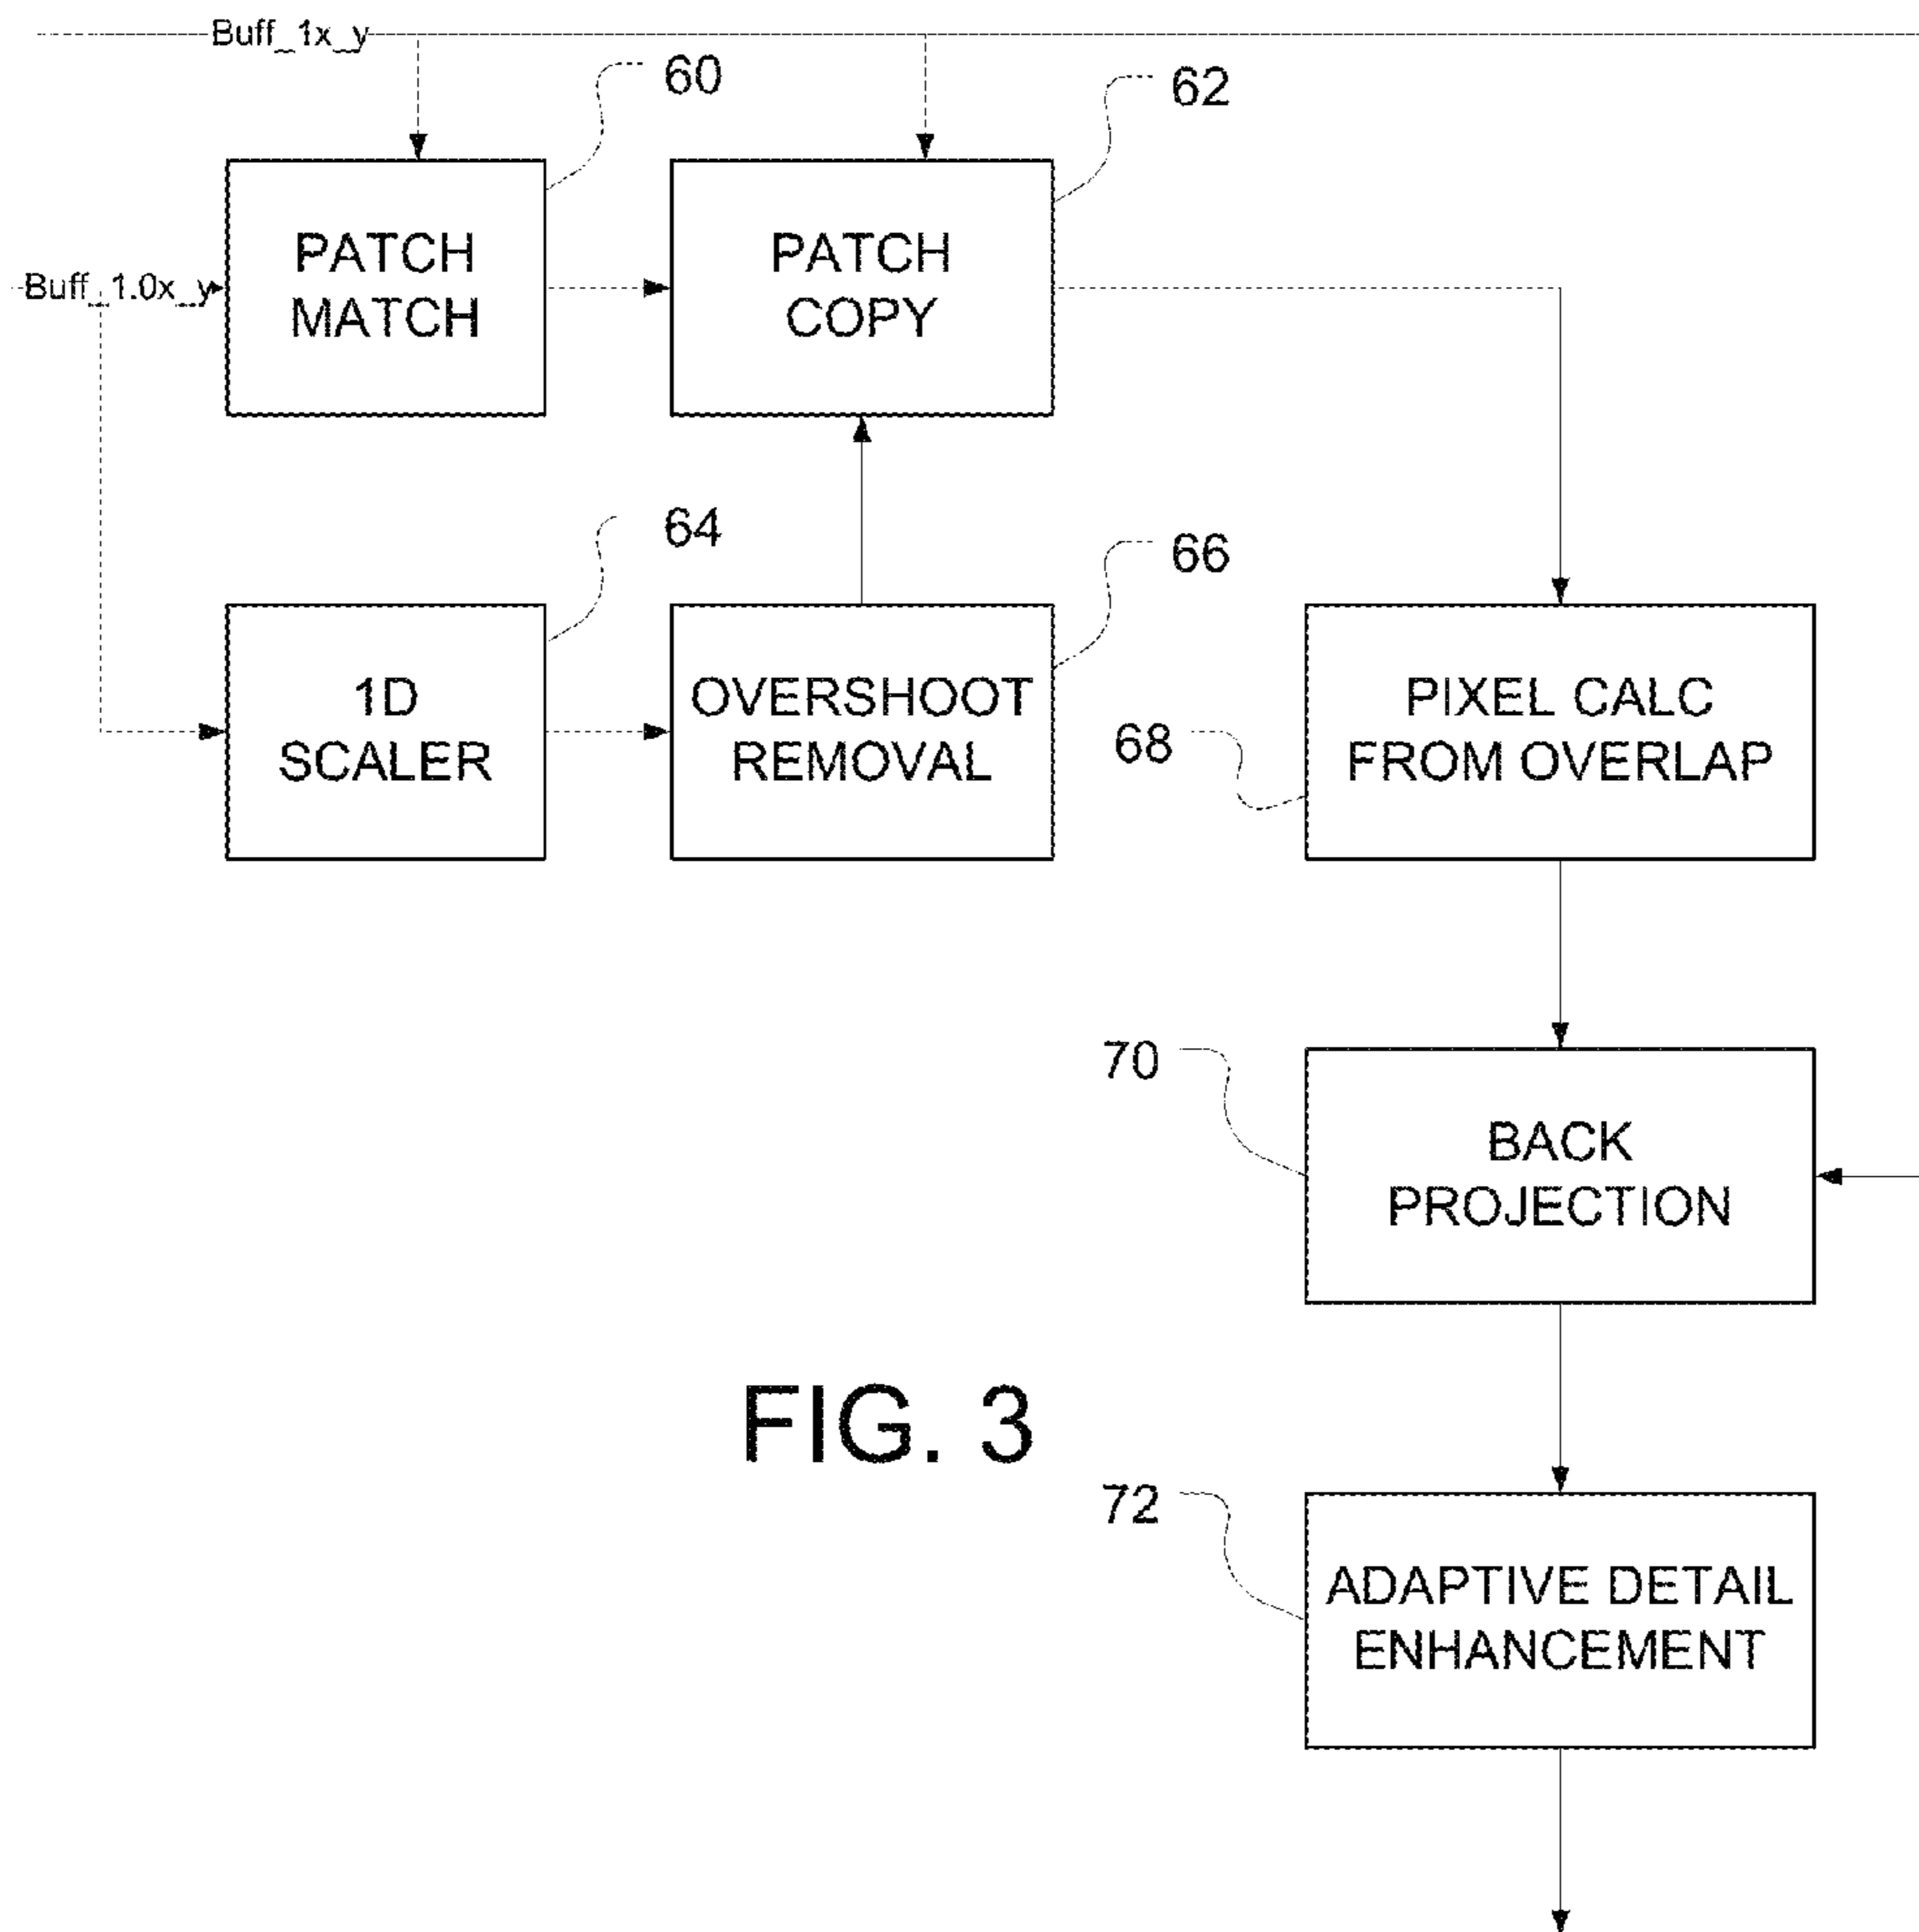 Buff_1x_y
60
62
PATCH
MATCH
PATCH
COPY
Buff_1.0x_y
64
66
1D
SCALER
OVERSHOOT
REMOVAL
68
PIXEL CALC
FROM OVERLAP
70
BACK
PROJECTION
FIG. 3
72
ADAPTIVE DETAIL
ENHANCEMENT